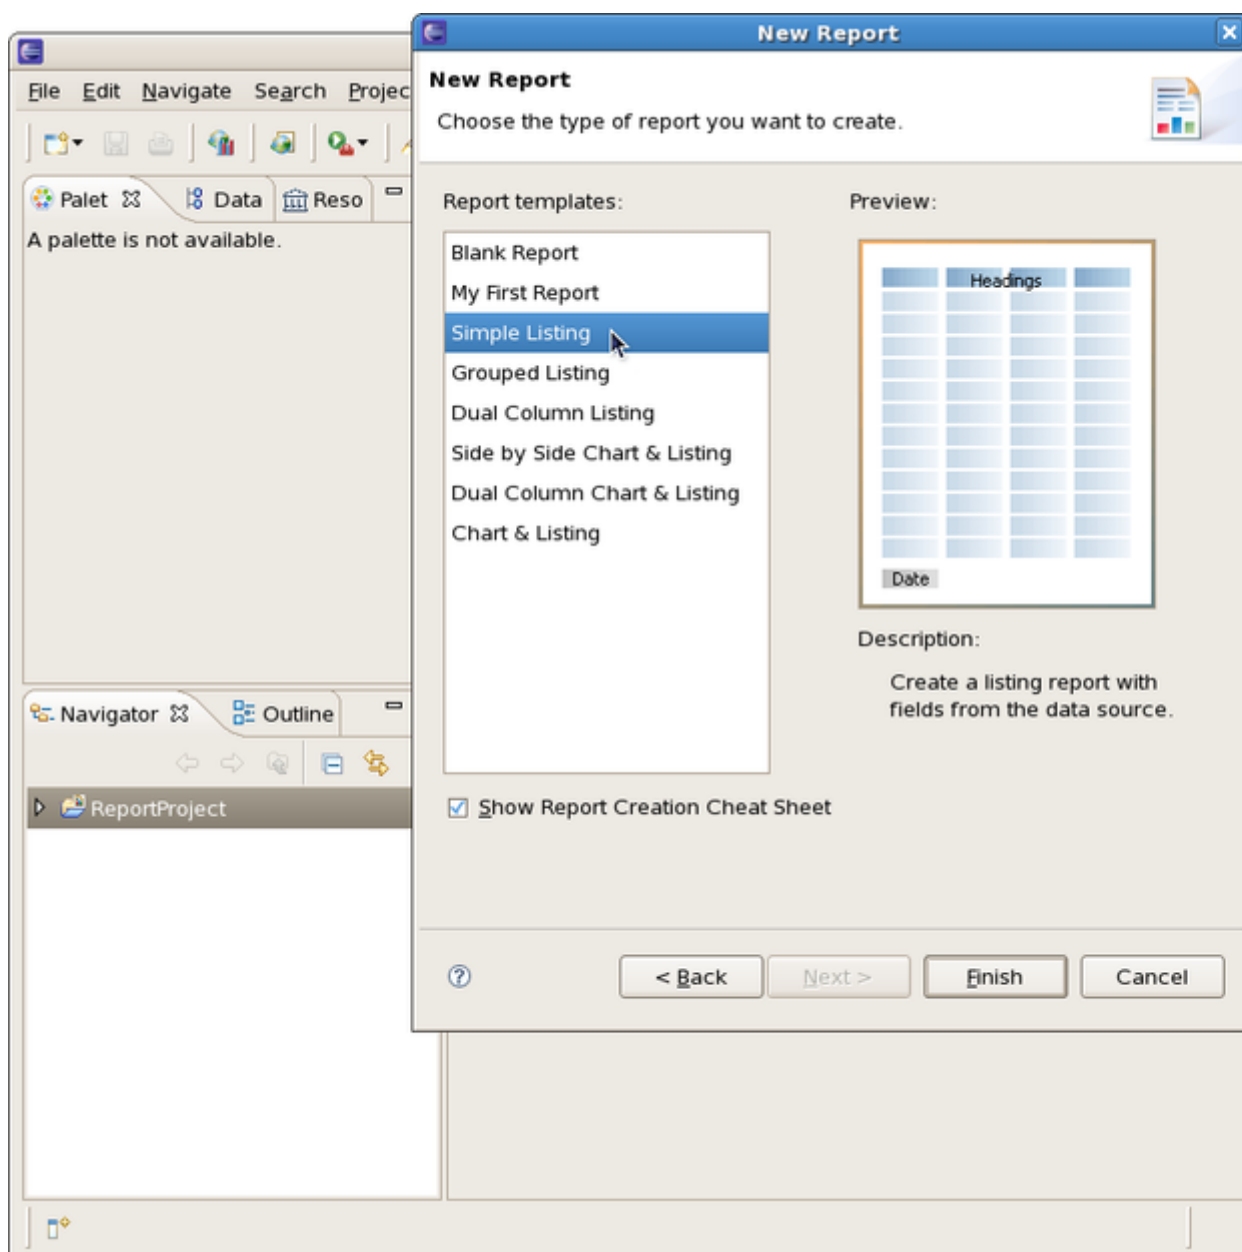 New Report
File Edit Navigate Search Projec
New Report
Choose the type of report you want to create.
Palet Data Reso
A palette is not available.
Report templates:
Blank Report
My First Report
Simple Listing
Grouped Listing
Dual Column Listing
Side by Side Chart & Listing
Dual Column Chart & Listing
Chart & Listing
Preview:
Headings
Date
Description:
Create a listing report with
fields from the data source.
Show Report Creation Cheat Sheet
Navigator Outline
ReportProject
? < Back Next > Finish Cancel